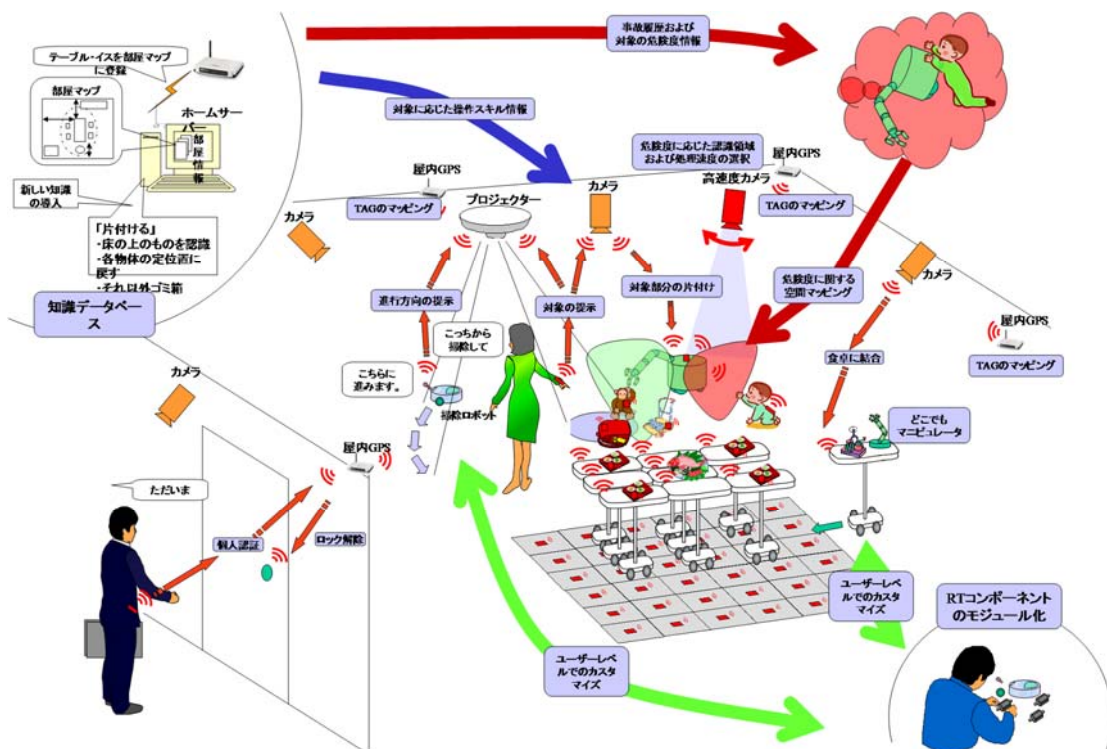 テーブル・イスを部屋マップ
に登録
部屋マップ
ホームサー
バー
部屋情報
新しい知識
の導入
「片付ける」
・床の上のものを認識
・各物体の定位置に
戻す
・それ以外ゴミ箱
知識データベー
ス
事故履歴および
対象の危険度情報
対象に応じた操作スキル情報
危険度に応じた認識領域
および処理速度の選択
屋内GPS
TAGのマッピング
プロジェクター
カメラ
高速度カメラ
屋内GPS
TAGのマッピング
カメラ
カメラ
進行方向の提示
対象の提示
対象部分の片付け
危険度に関する
空間マッピング
屋内GPS
TAGのマッピング
こっちから
掃除して
こちらに
進みます。
掃除ロボット
食卓に結合
どこでも
マニピュレータ
カメラ
屋内GPS
ただいま
個人認証
ロック解除
ユーザーレベ
ルでのカスタ
マイズ
ユーザーレベ
ルでのカスタ
マイズ
RTコンポーネント
のモジュール化